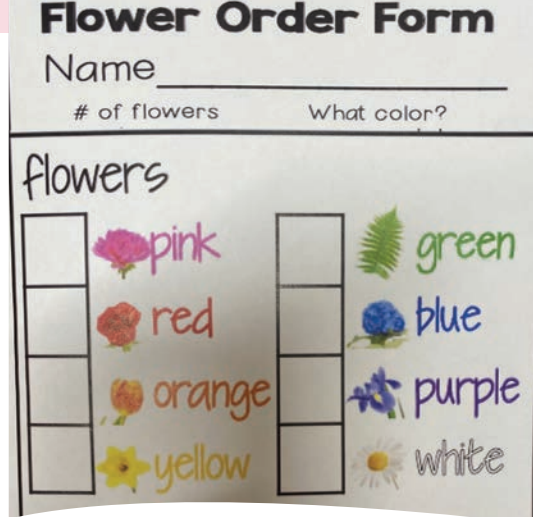 Flower Order Form
Name
# of flowers What color?
flowers
pink green
red blue
orange purple
yellow white